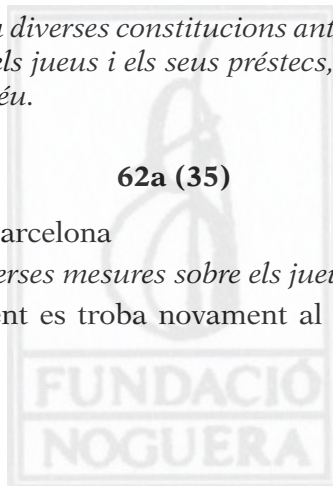 diverses constitucions ant
els jueus i els seus préstecs,
éu.
62a (35)
arcelona
erses mesures sobre els jueu
ent es troba novament al
FUNDACIÓ
NOGUERA